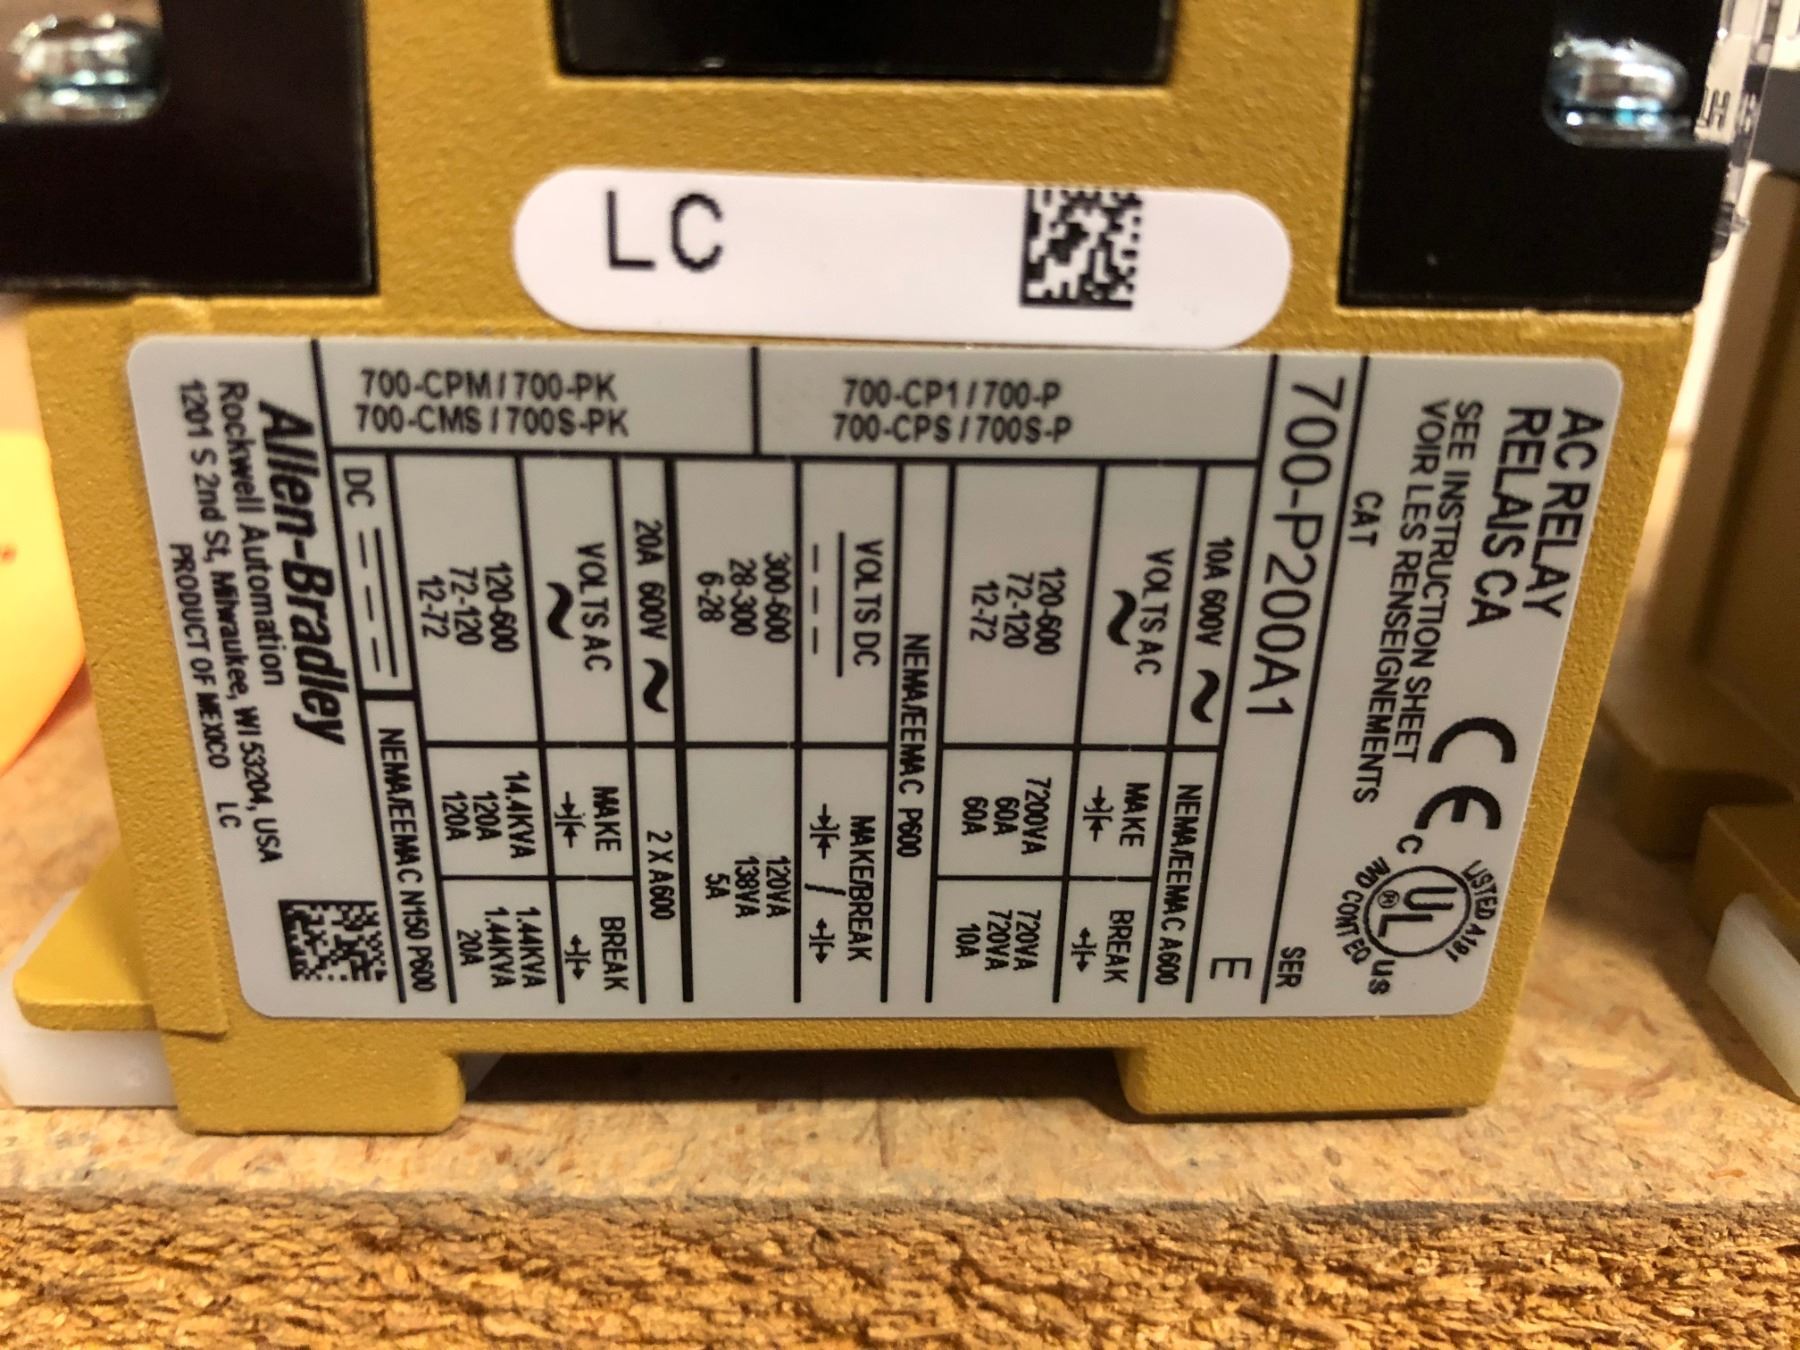 LC
AC RELAY
RELAIS CA
SEE INSTRUCTION SHEET
VOIR LES RENSEIGNEMENTS
CE
LISTED A191
C UL US
®
IND CONT EQ
CAT
SER
700-P200A1
E
700-CP1 / 700-P
700-CPS / 700S-P
10A 600V ~
NEMA/EEMAC A600
VOLTS AC ~
MAKE
BREAK
120-600 7200VA 720VA
72-120 60A 720VA
12-72 60A 10A
NEMA/EEMAC P600
VOLTS DC
MAKE/BREAK
/
300-600 120VA
28-300 138VA
6-28 5A
700-CPM / 700-PK
700-CMS / 700S-PK
20A 600V ~
2 X A600
VOLTS AC ~
MAKE
BREAK
120-600 14.4KVA 1.44KVA
72-120 120A 1.44KVA
12-72 120A 20A
DC
NEMA/EEMAC N150 P600
Allen-Bradley
Rockwell Automation
1201 S 2nd St, Milwaukee, WI 53204, USA
PRODUCT OF MEXICO LC